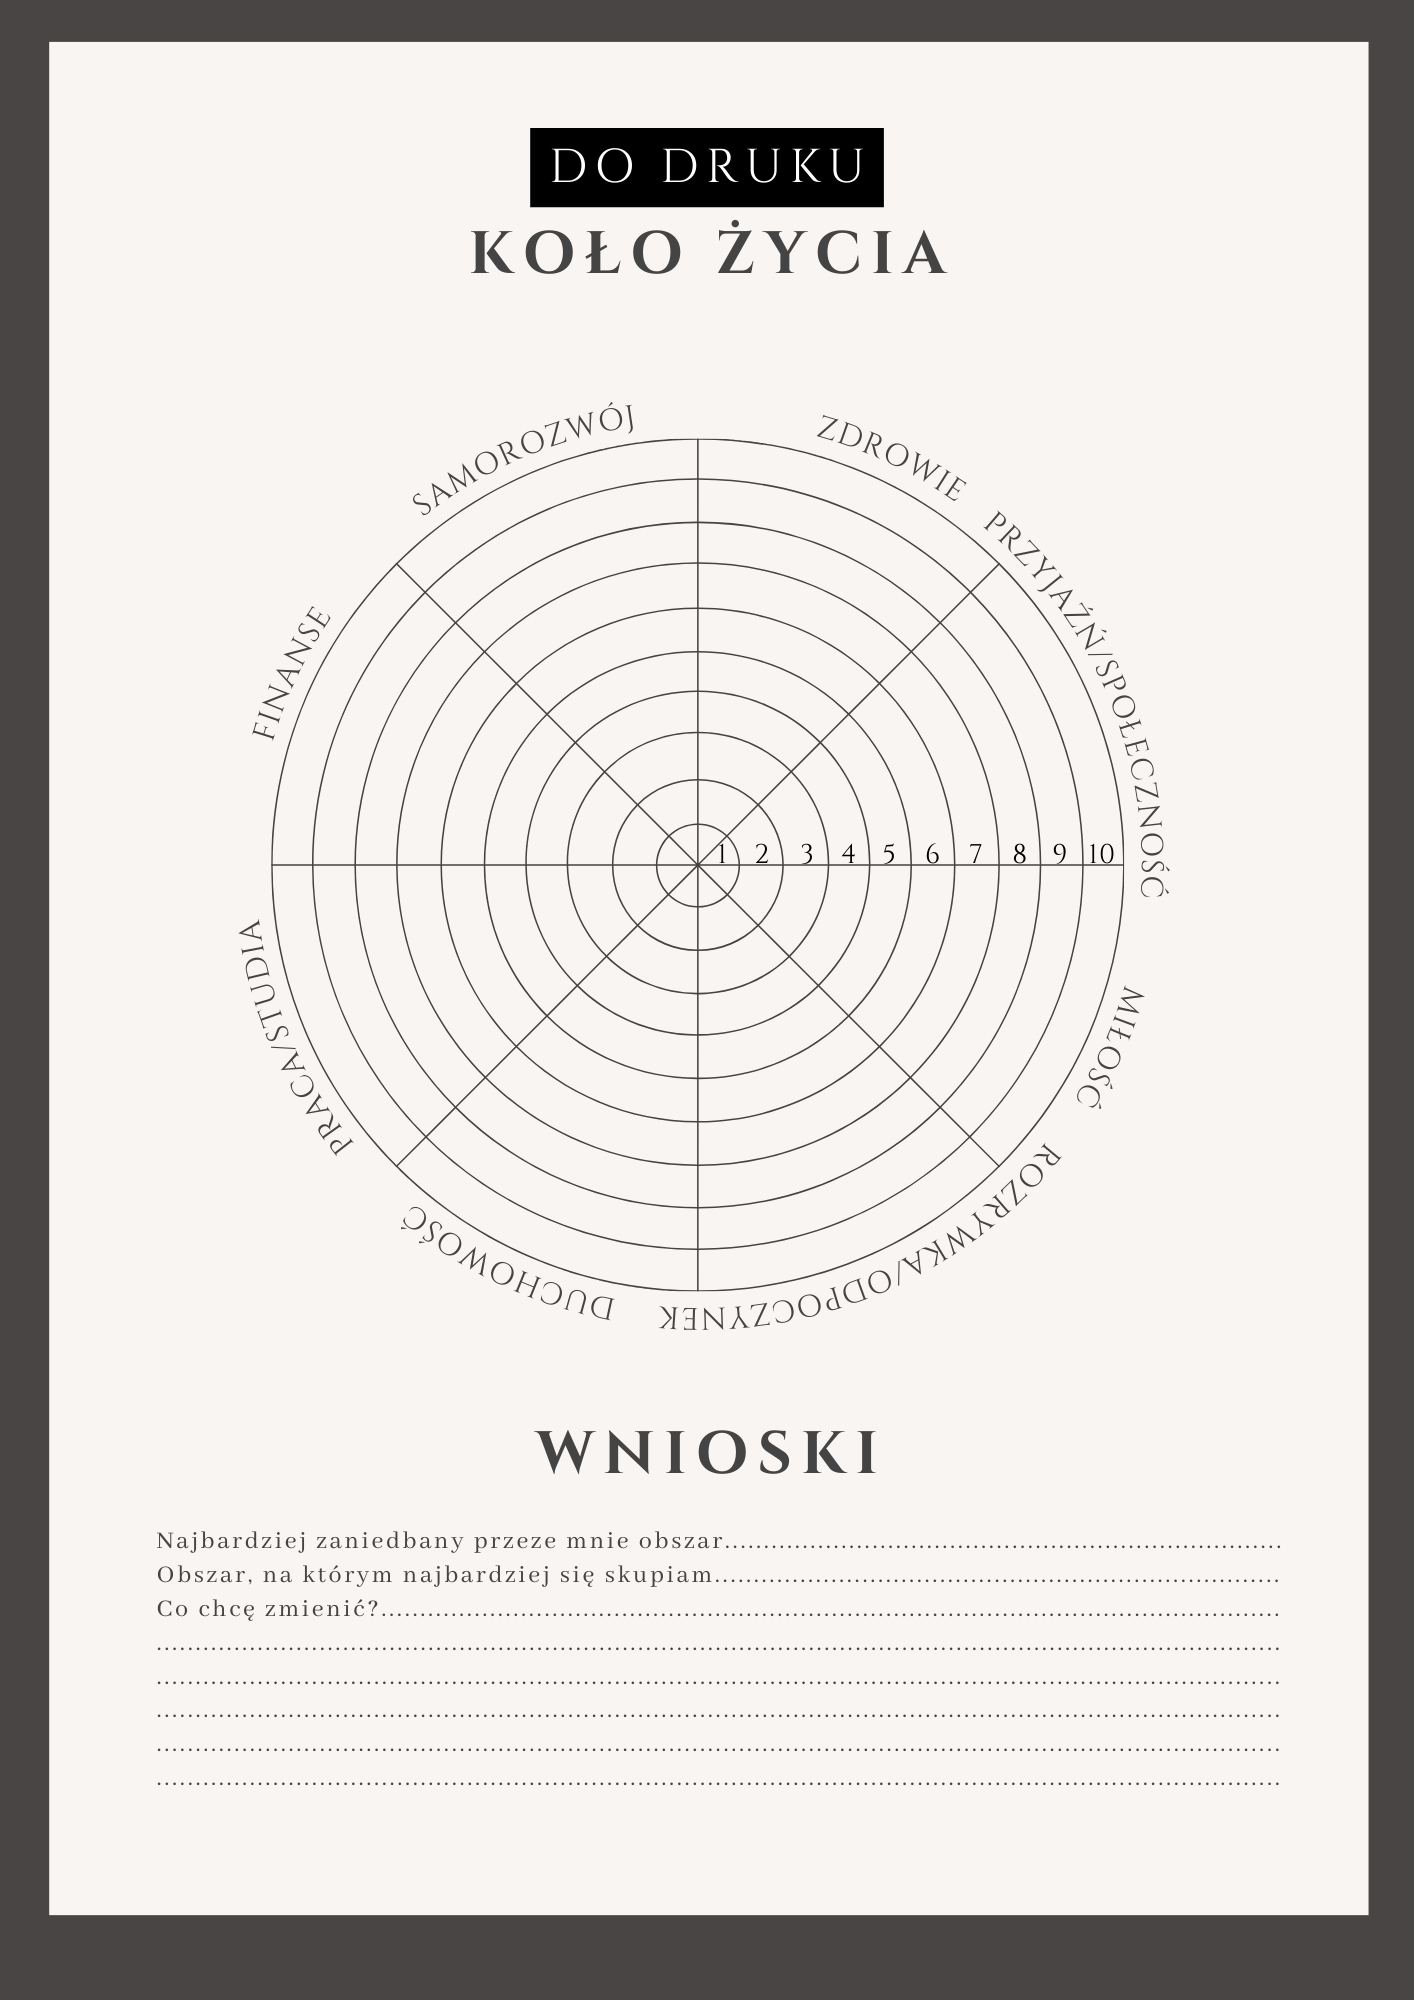 DO DRUKU
KOŁO ŻYCIA
SAMOROZWÓJ
ZDROWIE
PRZYJAŹŃ/SPOŁECZNOŚĆ
MIŁOŚĆ
ROZRYWKA/ODPOCZYNEK
DUCHOWOŚĆ
PRACA/STUDIA
FINANSE
1 2 3 4 5 6 7 8 9 10
WNIOSKI
Najbardziej zaniedbany przeze mnie obszar........................................................................
Obszar, na którym najbardziej się skupiam.........................................................................
Co chcę zmienić?....................................................................................................................
.................................................................................................................................................
.................................................................................................................................................
.................................................................................................................................................
.................................................................................................................................................
.................................................................................................................................................